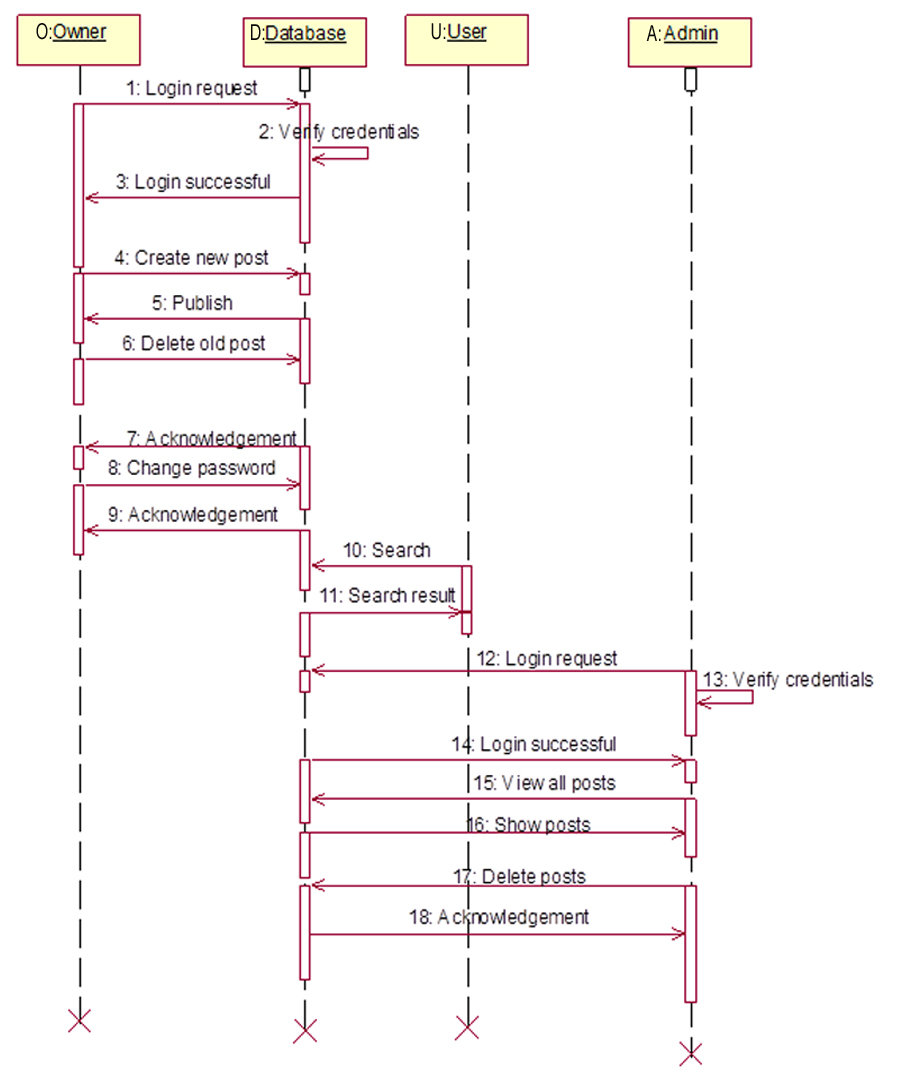 O:Owner
D:Database
U:User
A:Admin
1: Login request
2: Verify credentials
3: Login successful
4: Create new post
5: Publish
6: Delete old post
7: Acknowledgement
8: Change password
9: Acknowledgement
10: Search
11: Search result
12: Login request
13: Verify credentials
14: Login successful
15: View all posts
16: Show posts
17: Delete posts
18: Acknowledgement